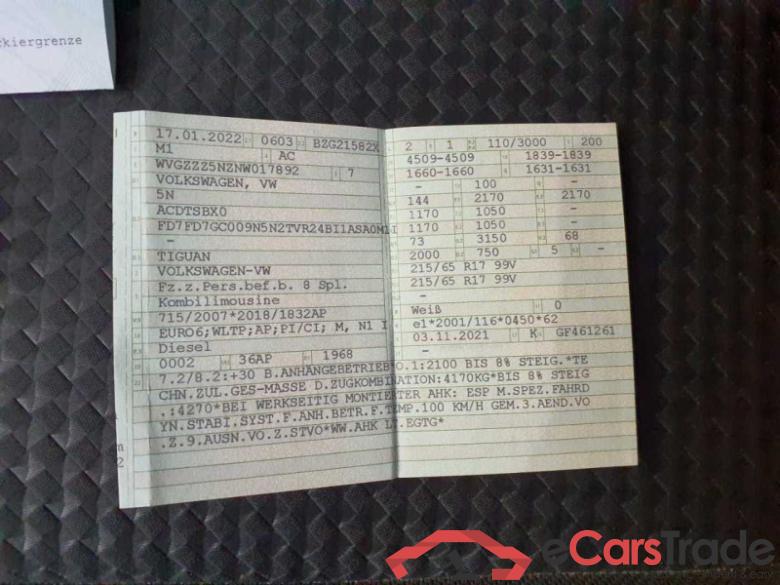 ckiergrenze
17.01.2022 0603 BZG21582X
M1 AC
WVGZZZ5NZNW017892 7
VOLKSWAGEN, VW
5N
ACDTSBX0
FD7FD7GC009N5N2TVR24BI1ASA0M1I
–
TIGUAN
VOLKSWAGEN-VW
Fz.z.Pers.bef.b. 8 Spl.
Kombilimousine
715/2007*2018/1832AP
EURO6;WLTP;AP;PI/CI; M, N1 I
Diesel
0002 36AP 1968
2 1 110/3000 200
4509-4509 1839-1839
1660-1660 1631-1631
– 100 –
144 2170 2170
1170 1050 –
1170 1050 –
73 3150 68
2000 750 5 –
215/65 R17 99V
215/65 R17 99V
–
Weiß 0
e1*2001/116*0450*62
03.11.2021 K GF461261
–
7.2/8.2:+30 B.ANHÄNGEBETRIEB*O.1:2100 BIS 8% STEIG.*TE
CHN.ZUL.GES-MASSE D.ZUGKOMBINATION:4170KG*BIS 8% STEIG
.:4270*BEI WERKSEITIG MONTIERTER AHK: ESP M.SPEZ.FAHRD
YN.STABI.SYST.F.ANH.BETR.F.TEMP.100 KM/H GEM.3.AEND.VO
.Z.9.AUSN.VO.Z.STVO*WW.AHK LT.EGTG*
eCarsTrade